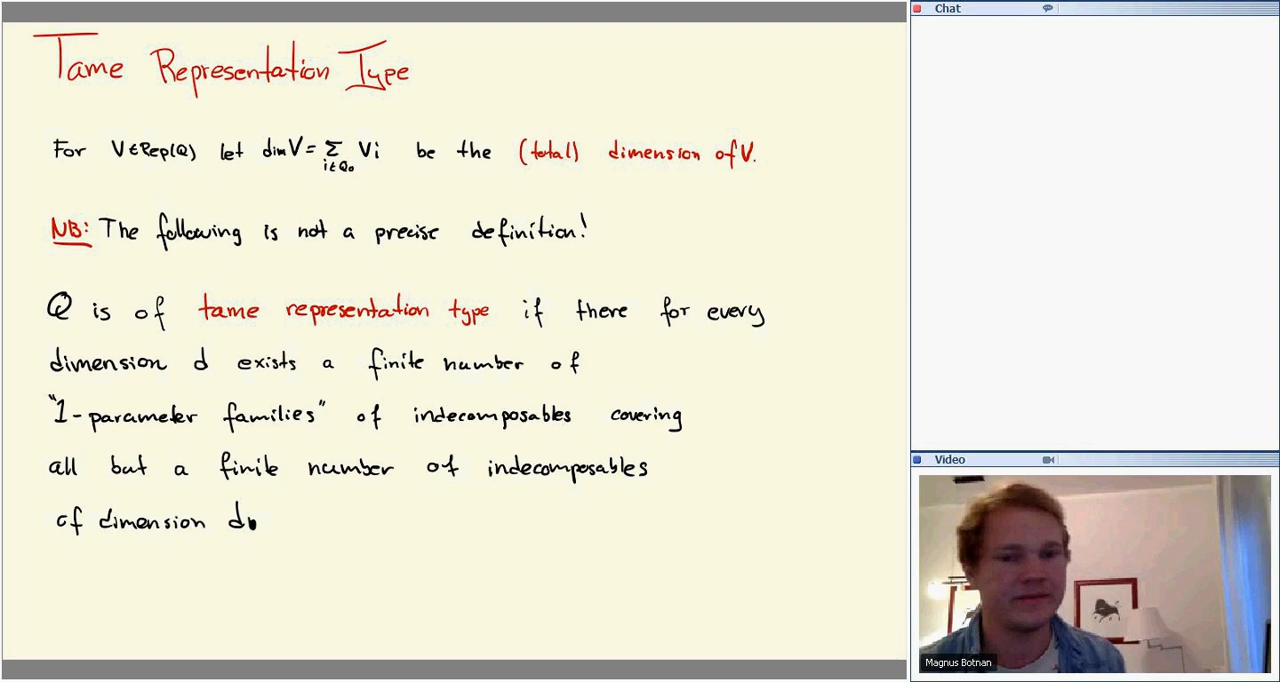 Tame Representation Type
For V∈Rep(Q) let dim V = Σ Vi be the (total) dimension of V.
i∈Q₀
NB: The following is not a precise definition!
Q is of tame representation type if there for every
dimension d exists a finite number of
"1-parameter families" of indecomposables covering
all but a finite number of indecomposables
of dimension d.
Chat
Video
Magnus Botnan